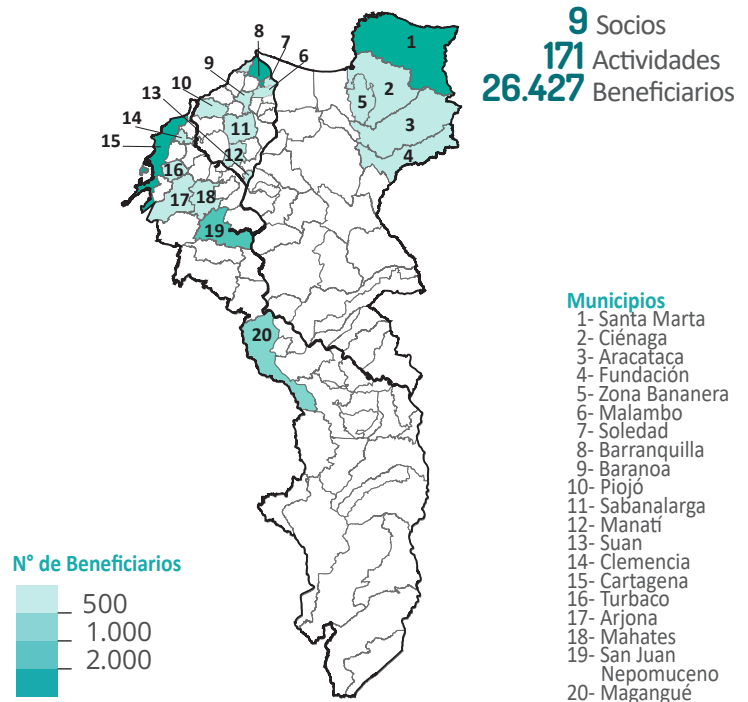 9 Socios
171 Actividades
26.427 Beneficiarios
8
7
6
9
10
13
14
15
1
2
5
3
4
11
12
16
17
18
19
20
N° de Beneficiarios
500
1.000
2.000
Municipios
1- Santa Marta
2- Ciénaga
3- Aracataca
4- Fundación
5- Zona Bananera
6- Malambo
7- Soledad
8- Barranquilla
9- Baranoa
10- Piojó
11- Sabanalarga
12- Manatí
13- Suan
14- Clemencia
15- Cartagena
16- Turbaco
17- Arjona
18- Mahates
19- San Juan
Nepomuceno
20- Magangué